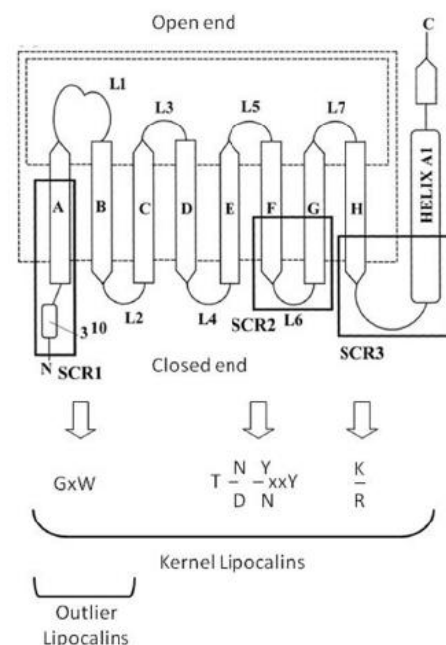 Open end
C
L1
L3
L5
L7
A
B
C
D
E
F
G
H
HELIX A1
L2
L4
SCR2
L6
SCR3
3 10
N
SCR1
Closed end
GxW
N Y
T – –xxY
D N
K
R
Kernel Lipocalins
Outlier
Lipocalins